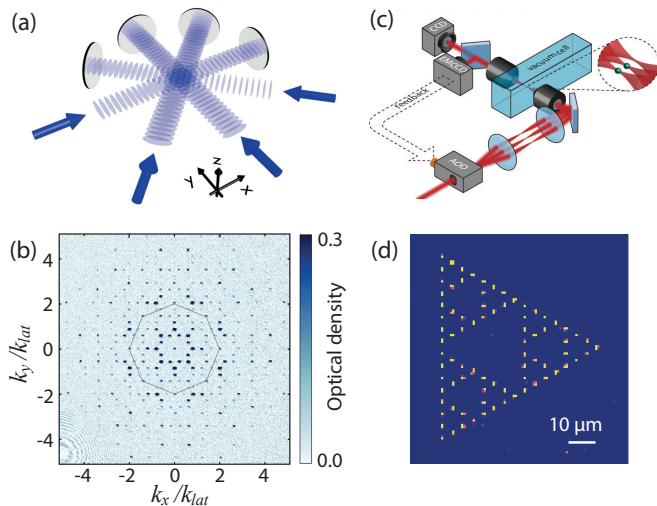 (a)
z
y
x
(b)
k_y/k_lat
4
2
0
-2
-4
-4 -2 0 2 4
k_x/k_lat
0.3
Optical density
0.0
(c)
CCD
EMCCD
vacuum cell
feedback
AOD
(d)
10 μm